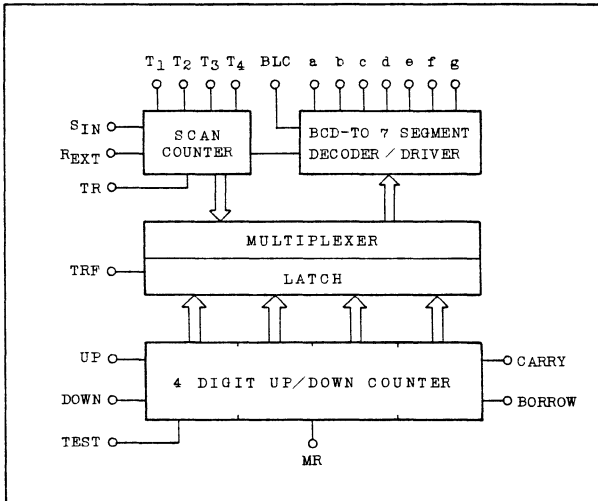 T1 T2 T3 T4 BLC a b c d e f g
SIN
REXT
TR
SCAN
COUNTER
BCD-TO 7 SEGMENT
DECODER / DRIVER
MULTIPLEXER
TRF
LATCH
UP
DOWN
TEST
4 DIGIT UP/DOWN COUNTER
CARRY
BORROW
MR